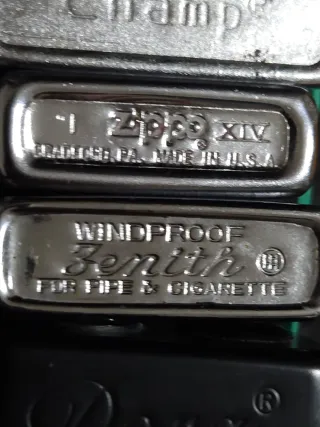 Champ
I Zippo® XIV
BRADFORD, PA. MADE IN U.S.A.
WINDPROOF
Zenith
FOR PIPE & CIGARETTE
®